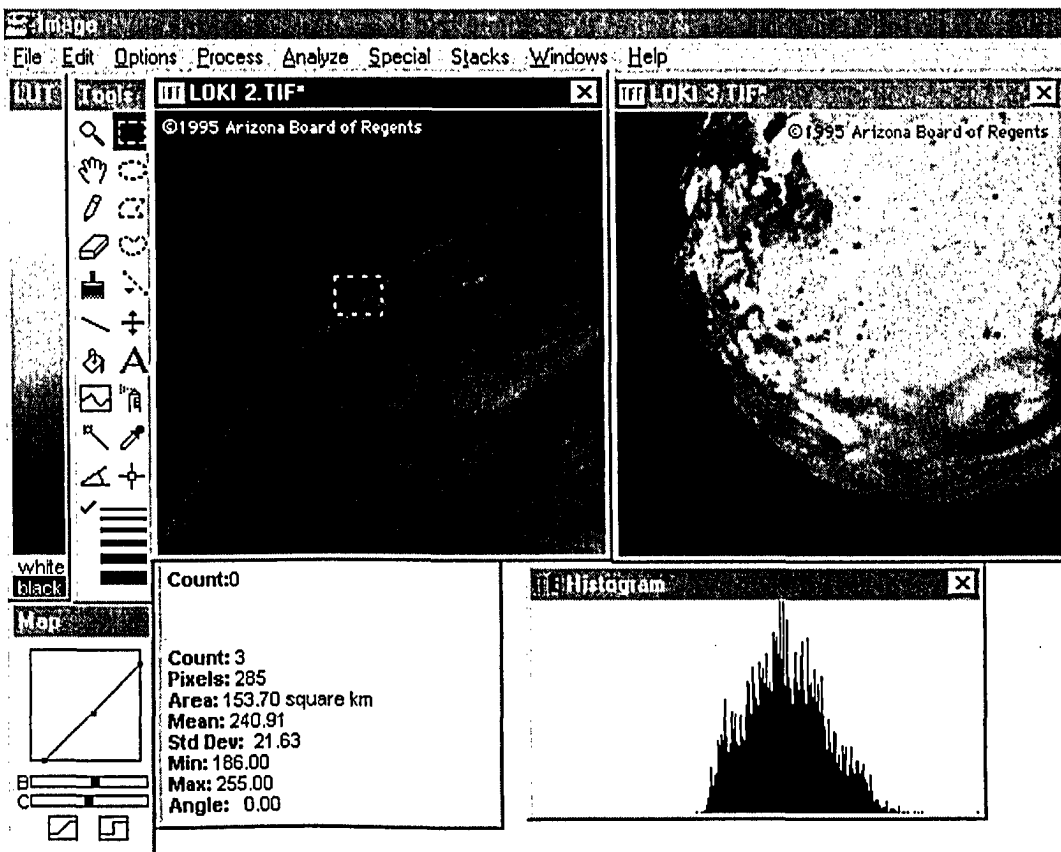 Image
File Edit Options Process Analyze Special Stacks Windows Help
LUT
Tools
LOKI 2.TIF*
LOKI 3.TIF*
©1995 Arizona Board of Regents
©1995 Arizona Board of Regents
A
white
black
Map
B
C
Count:0
Count: 3
Pixels: 285
Area: 153.70 square km
Mean: 240.91
Std Dev: 21.63
Min: 186.00
Max: 255.00
Angle: 0.00
Histogram